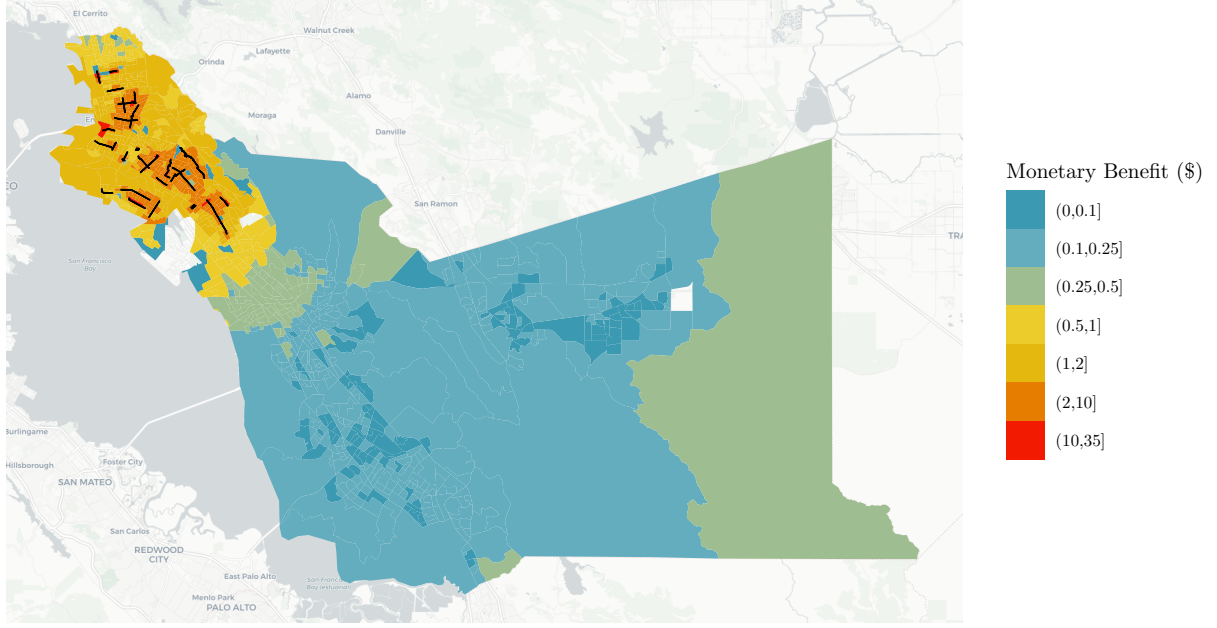 El Cerrito
Walnut Creek
Orinda
Lafayette
Alamo
Moraga
Danville
San Ramon
CO
San Francisco
Bay
TRA
Burlingame
Hillsborough
Foster City
SAN MATEO
San Carlos
REDWOOD
CITY
East Palo Alto
Menlo Park
PALO ALTO
Monetary Benefit ($)
(0,0.1]
(0.1,0.25]
(0.25,0.5]
(0.5,1]
(1,2]
(2,10]
(10,35]